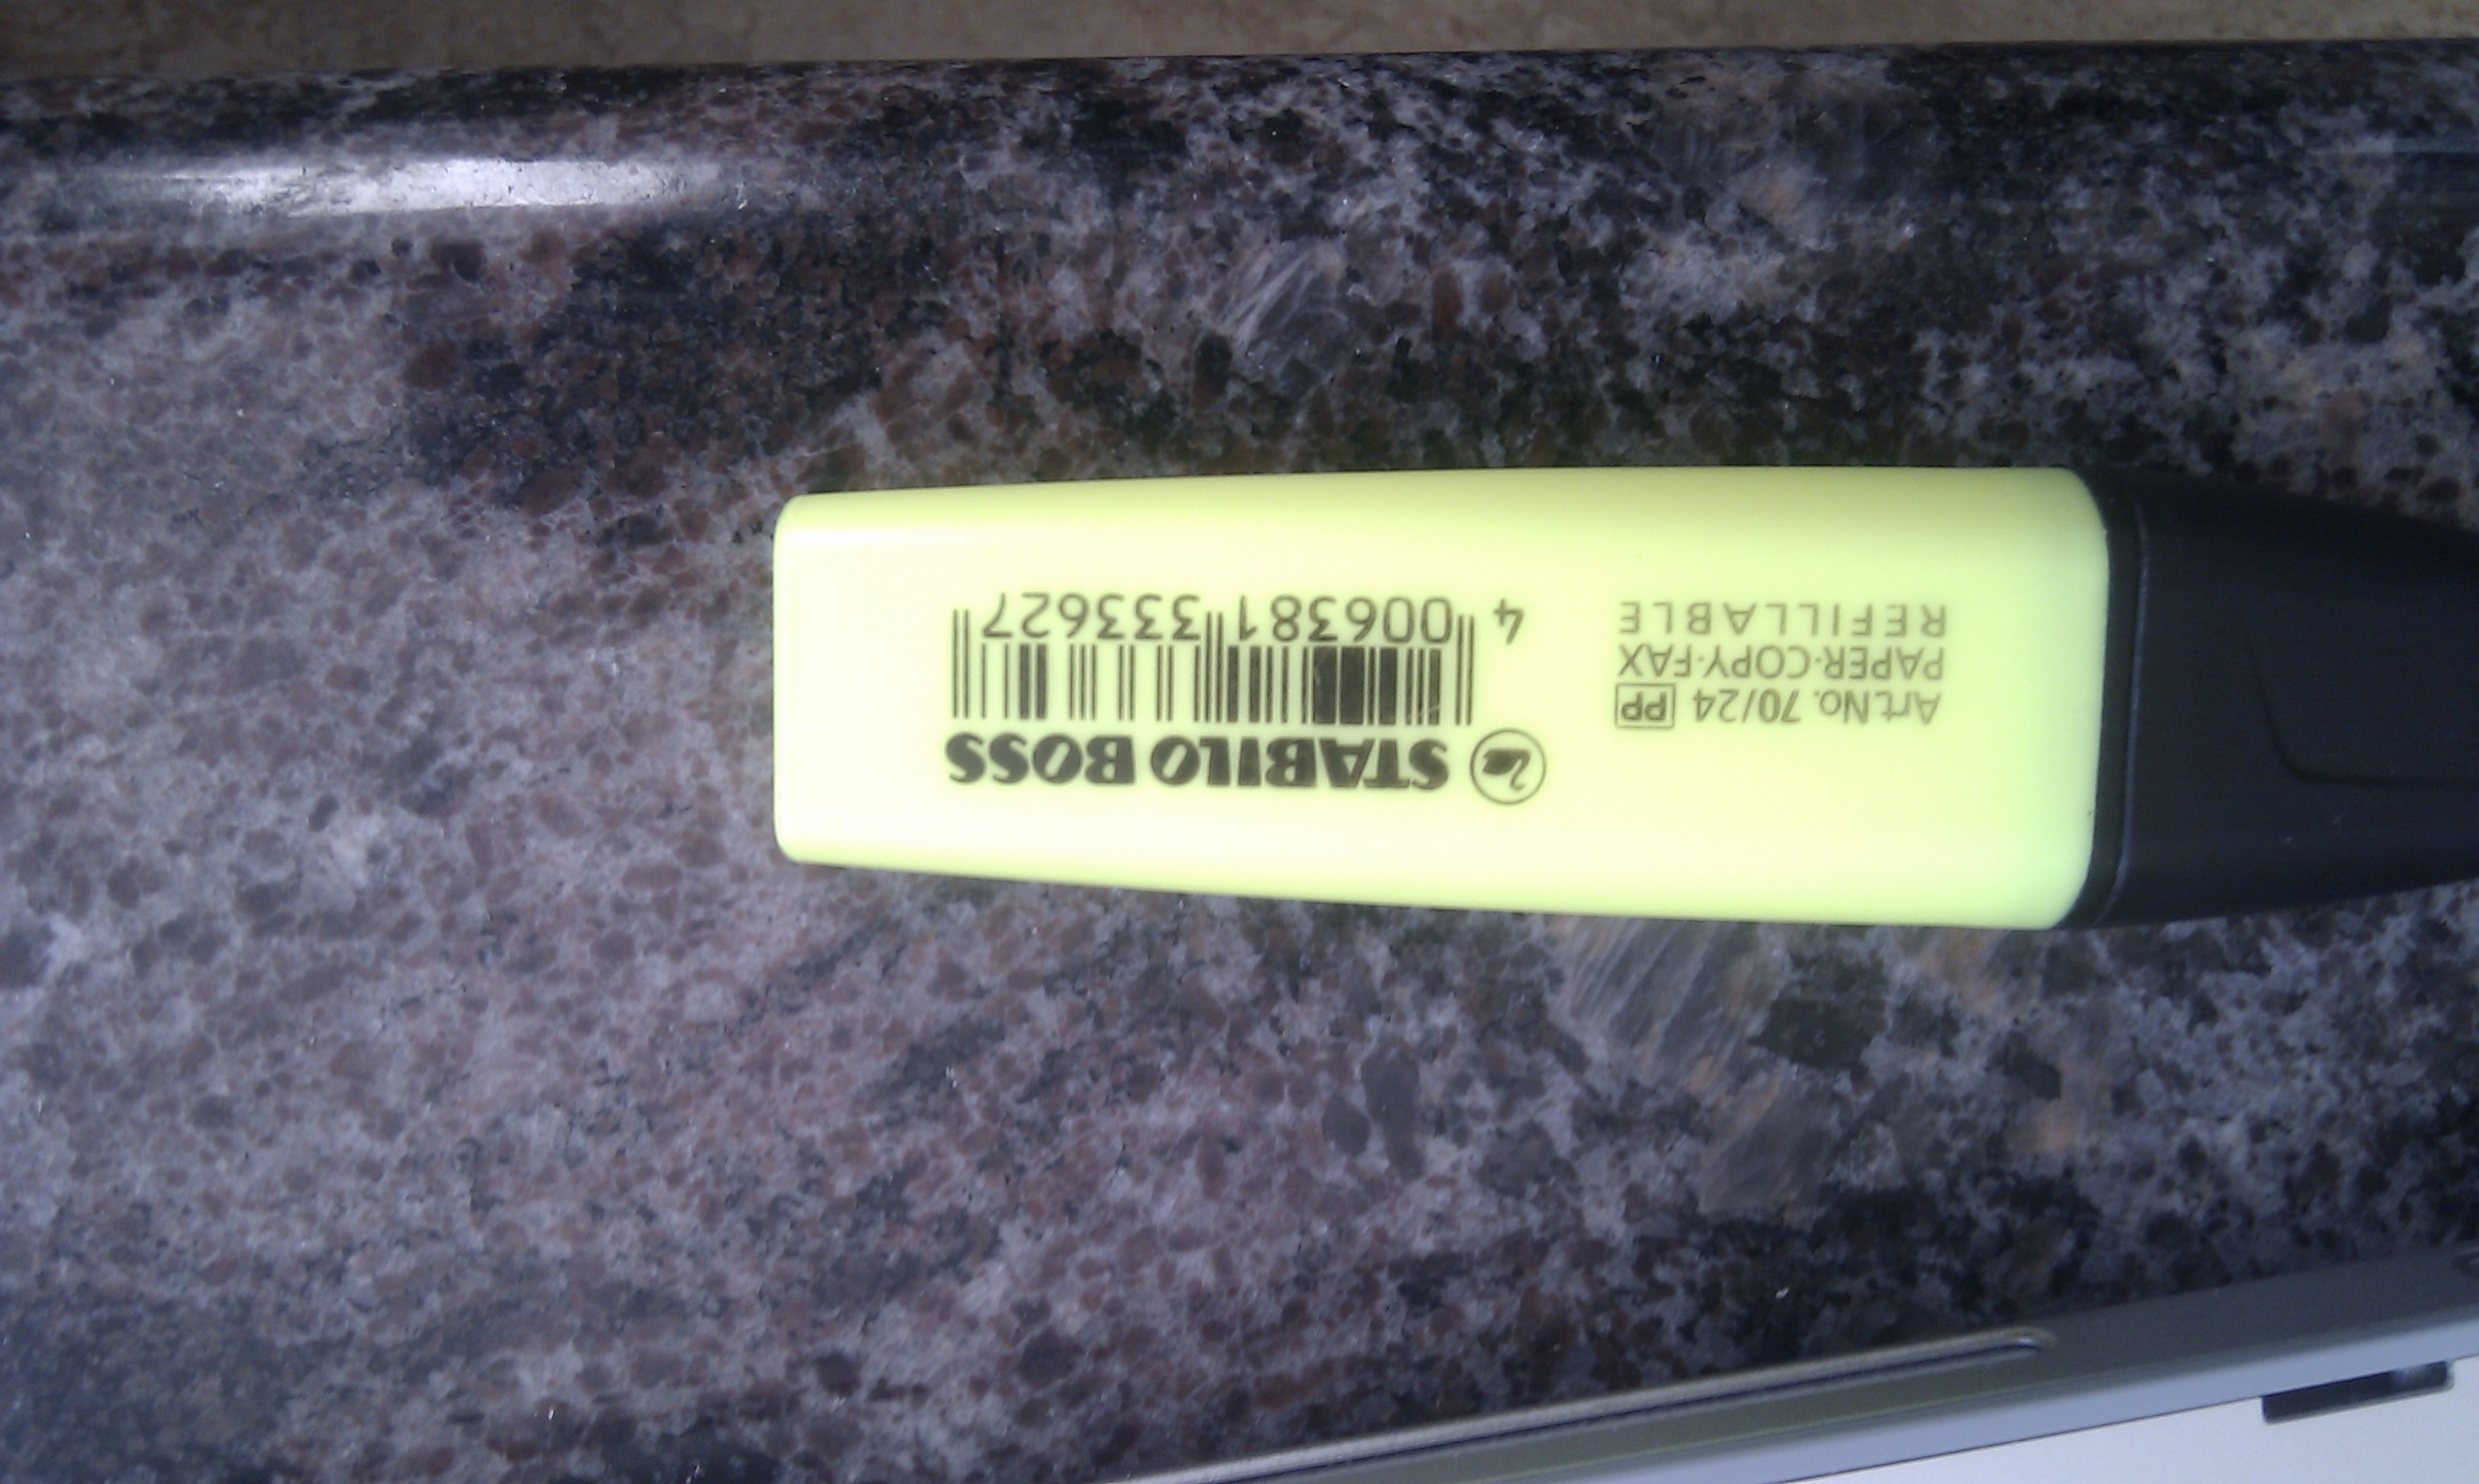 Art.No. 70/24 PP
PAPER·COPY·FAX
REFILLABLE
STABILO BOSS
4 006381 333627